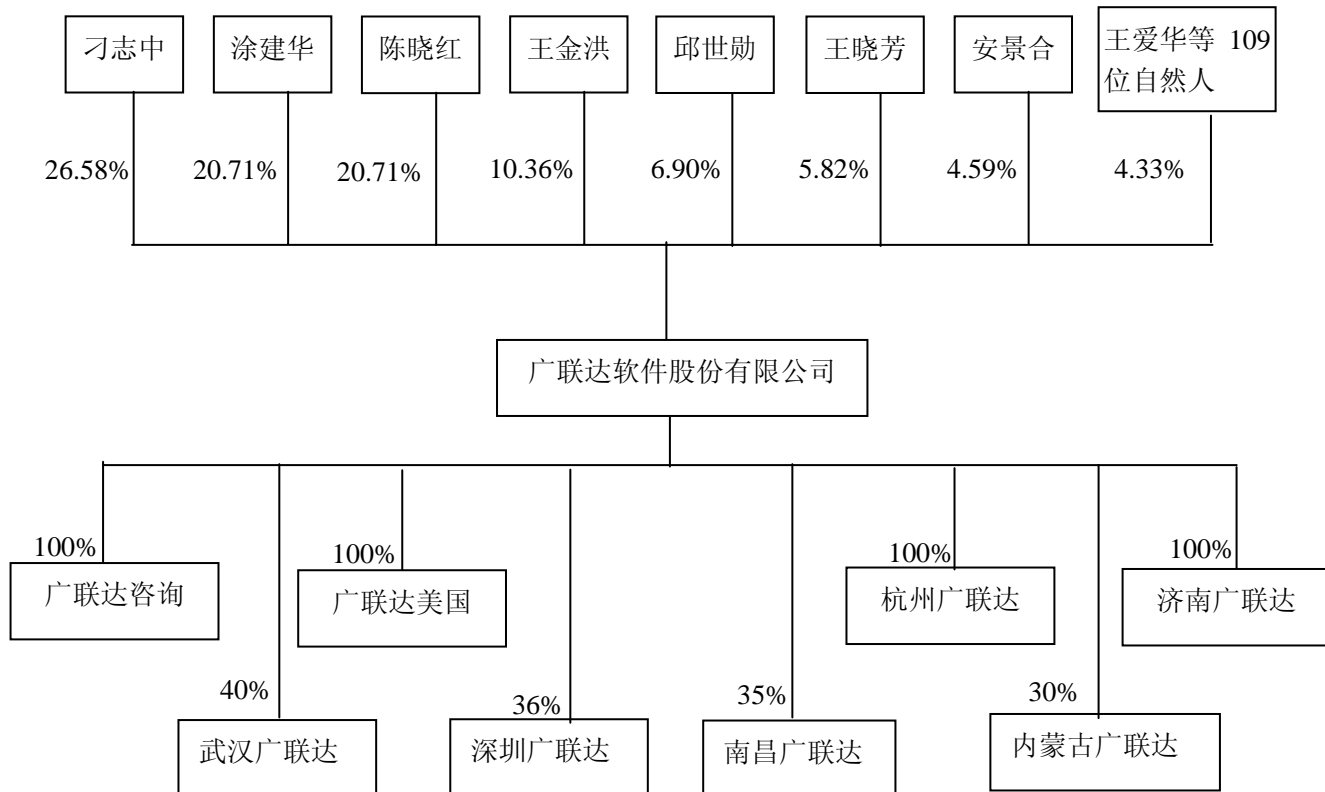 刁志中
涂建华
陈晓红
王金洪
邱世勋
王晓芳
安景合
王爱华等 109
位自然人
26.58%
20.71%
20.71%
10.36%
6.90%
5.82%
4.59%
4.33%
广联达软件股份有限公司
100%
广联达咨询
100%
广联达美国
100%
杭州广联达
100%
济南广联达
40%
武汉广联达
36%
深圳广联达
35%
南昌广联达
30%
内蒙古广联达